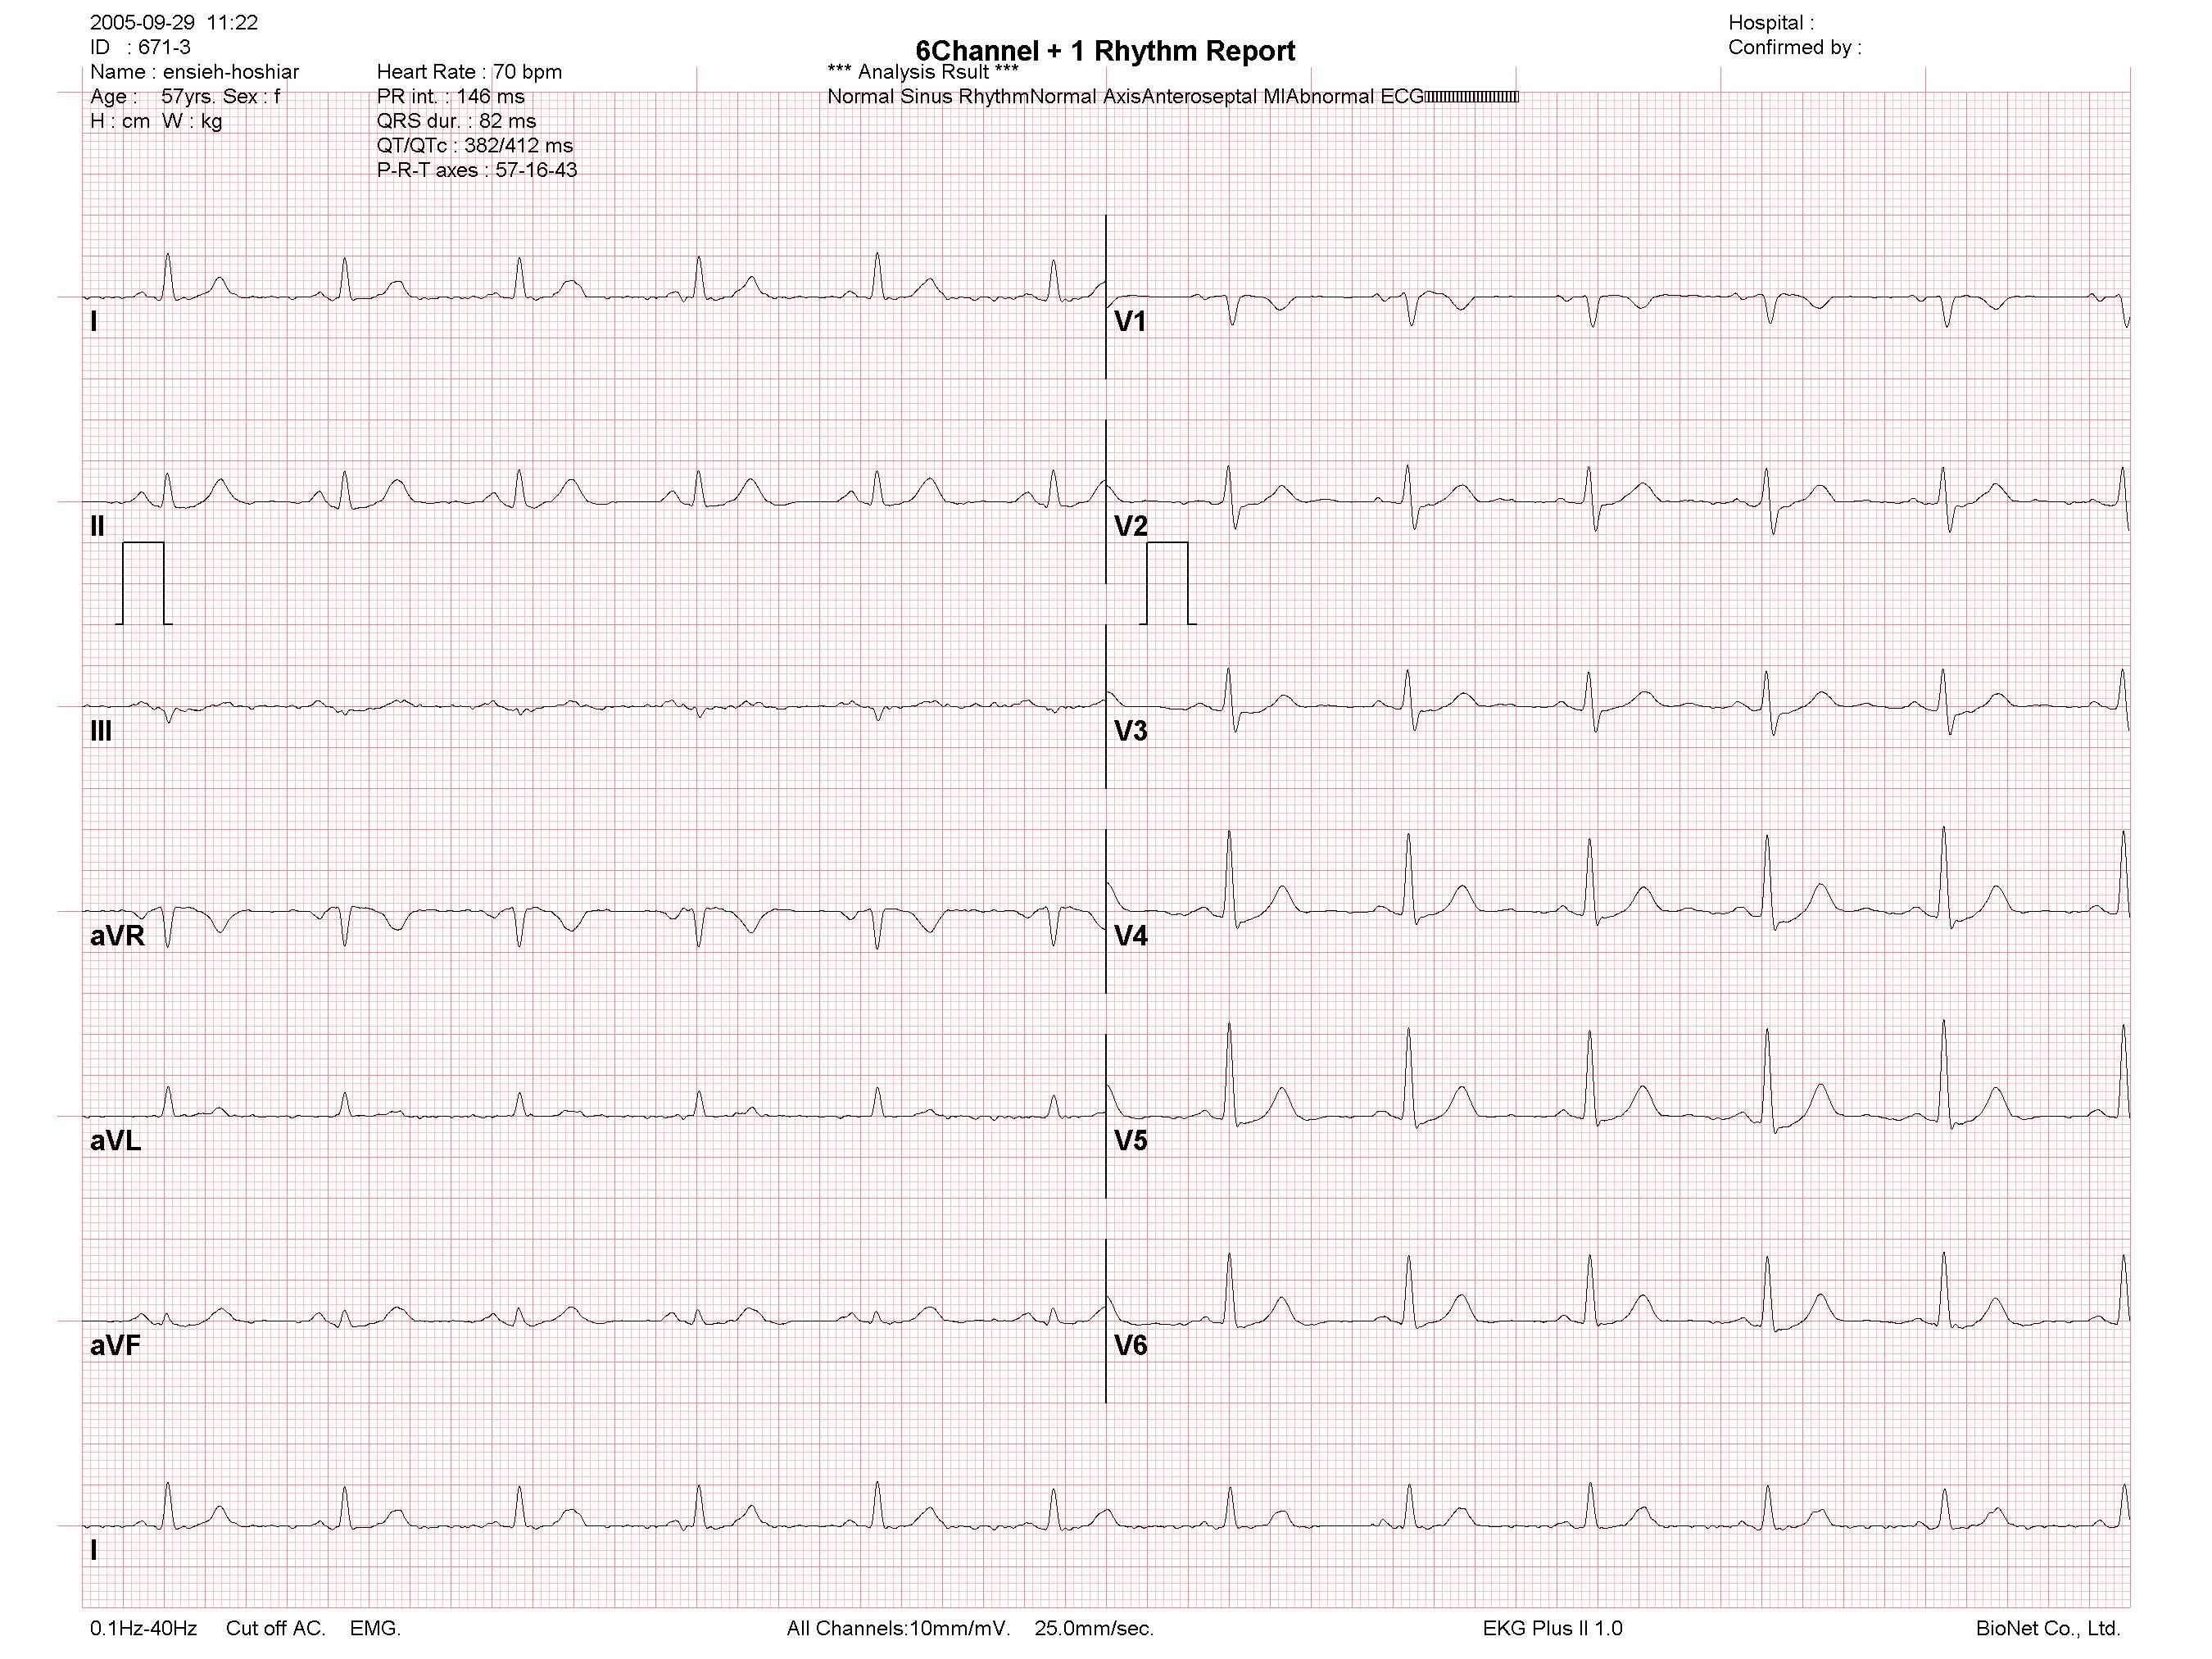 2005-09-29 11:22
ID : 671-3
Name : ensieh-hoshiar
Age : 57yrs. Sex : f
H : cm W : kg
Heart Rate : 70 bpm
PR int. : 146 ms
QRS dur. : 82 ms
QT/QTc : 382/412 ms
P-R-T axes : 57-16-43
6Channel + 1 Rhythm Report
*** Analysis Rsult ***
Normal Sinus RhythmNormal AxisAnteroseptal MIAbnormal ECG
Hospital :
Confirmed by :
I
V1
II
V2
III
V3
aVR
V4
aVL
V5
aVF
V6
I
0.1Hz-40Hz Cut off AC. EMG. All Channels:10mm/mV. 25.0mm/sec. EKG Plus II 1.0 BioNet Co., Ltd.